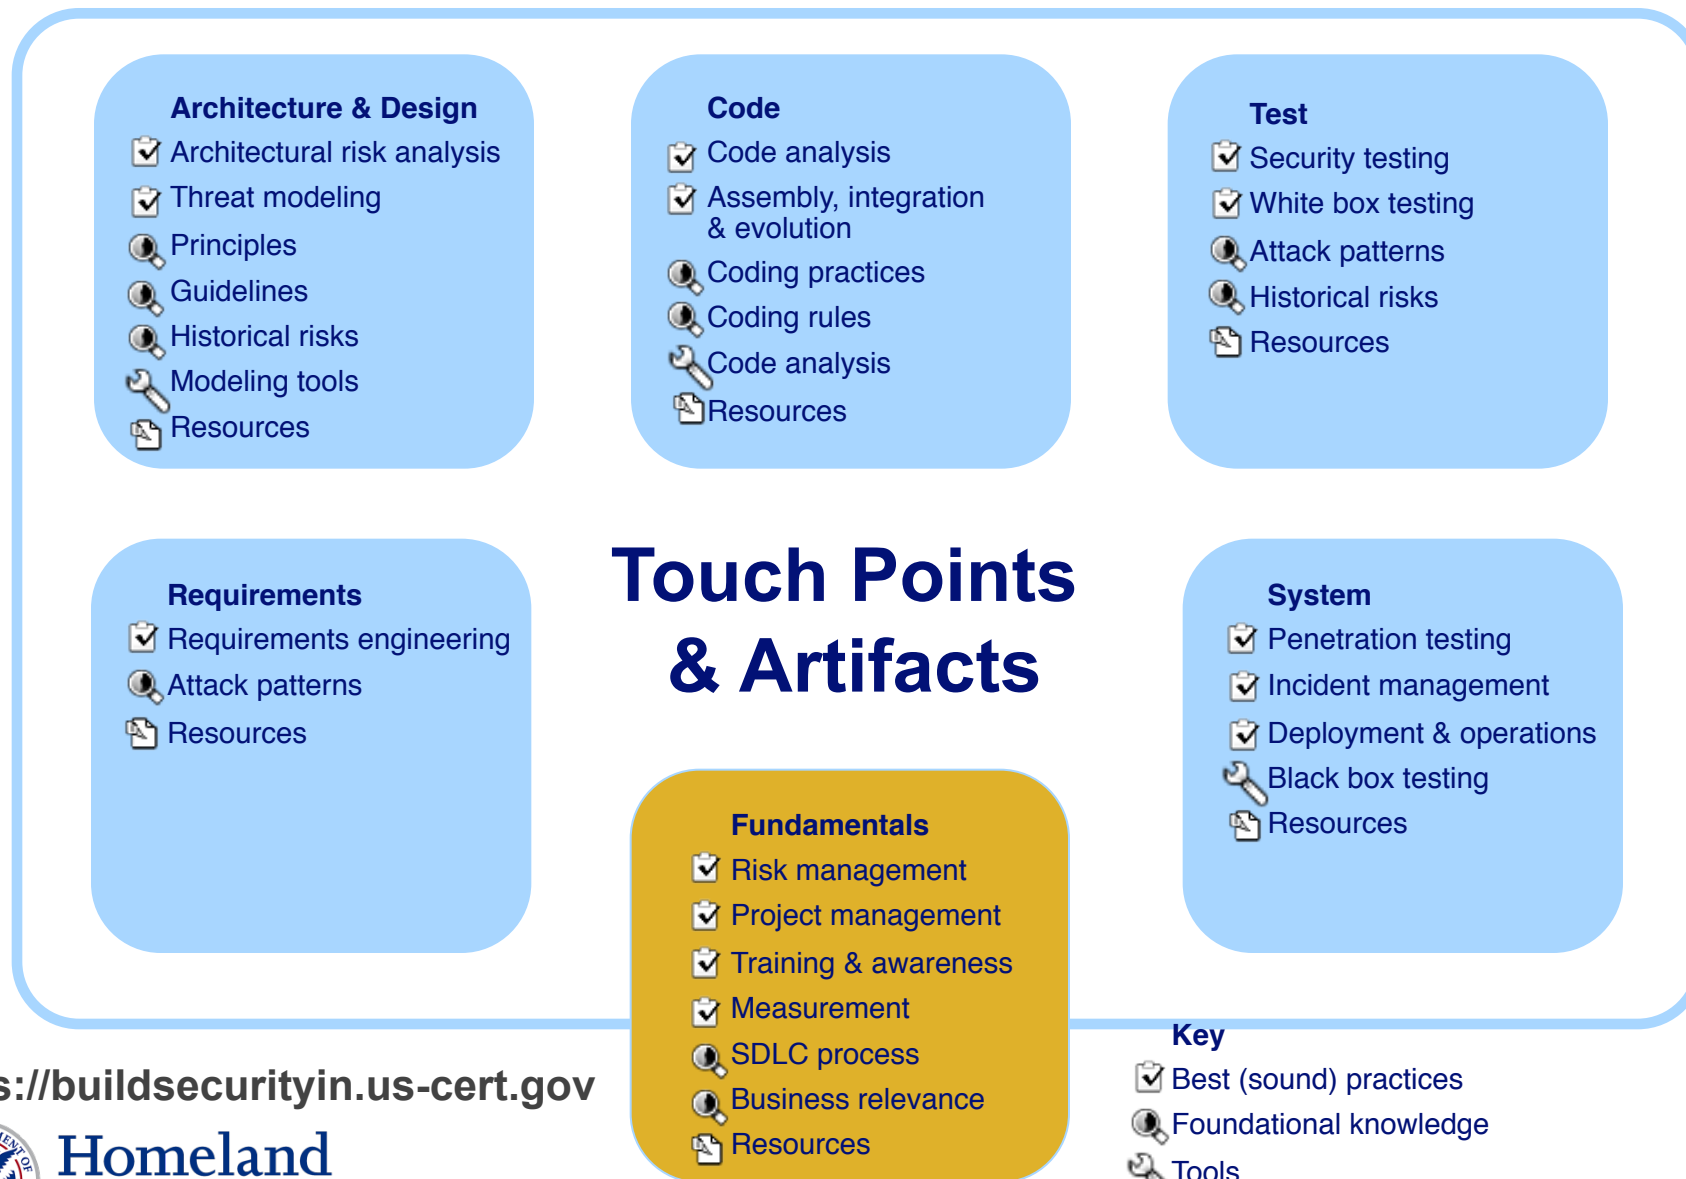 Architecture & Design
Architectural risk analysis
Threat modeling
Principles
Guidelines
Historical risks
Modeling tools
Resources
Code
Code analysis
Assembly, integration
& evolution
Coding practices
Coding rules
Code analysis
Resources
Test
Security testing
White box testing
Attack patterns
Historical risks
Resources
Requirements
Requirements engineering
Attack patterns
Resources
Touch Points
& Artifacts
System
Penetration testing
Incident management
Deployment & operations
Black box testing
Resources
Fundamentals
Risk management
Project management
Training & awareness
Measurement
SDLC process
Business relevance
Resources
Key
Best (sound) practices
Foundational knowledge
Tools
s://buildsecurityin.us-cert.gov
Homeland